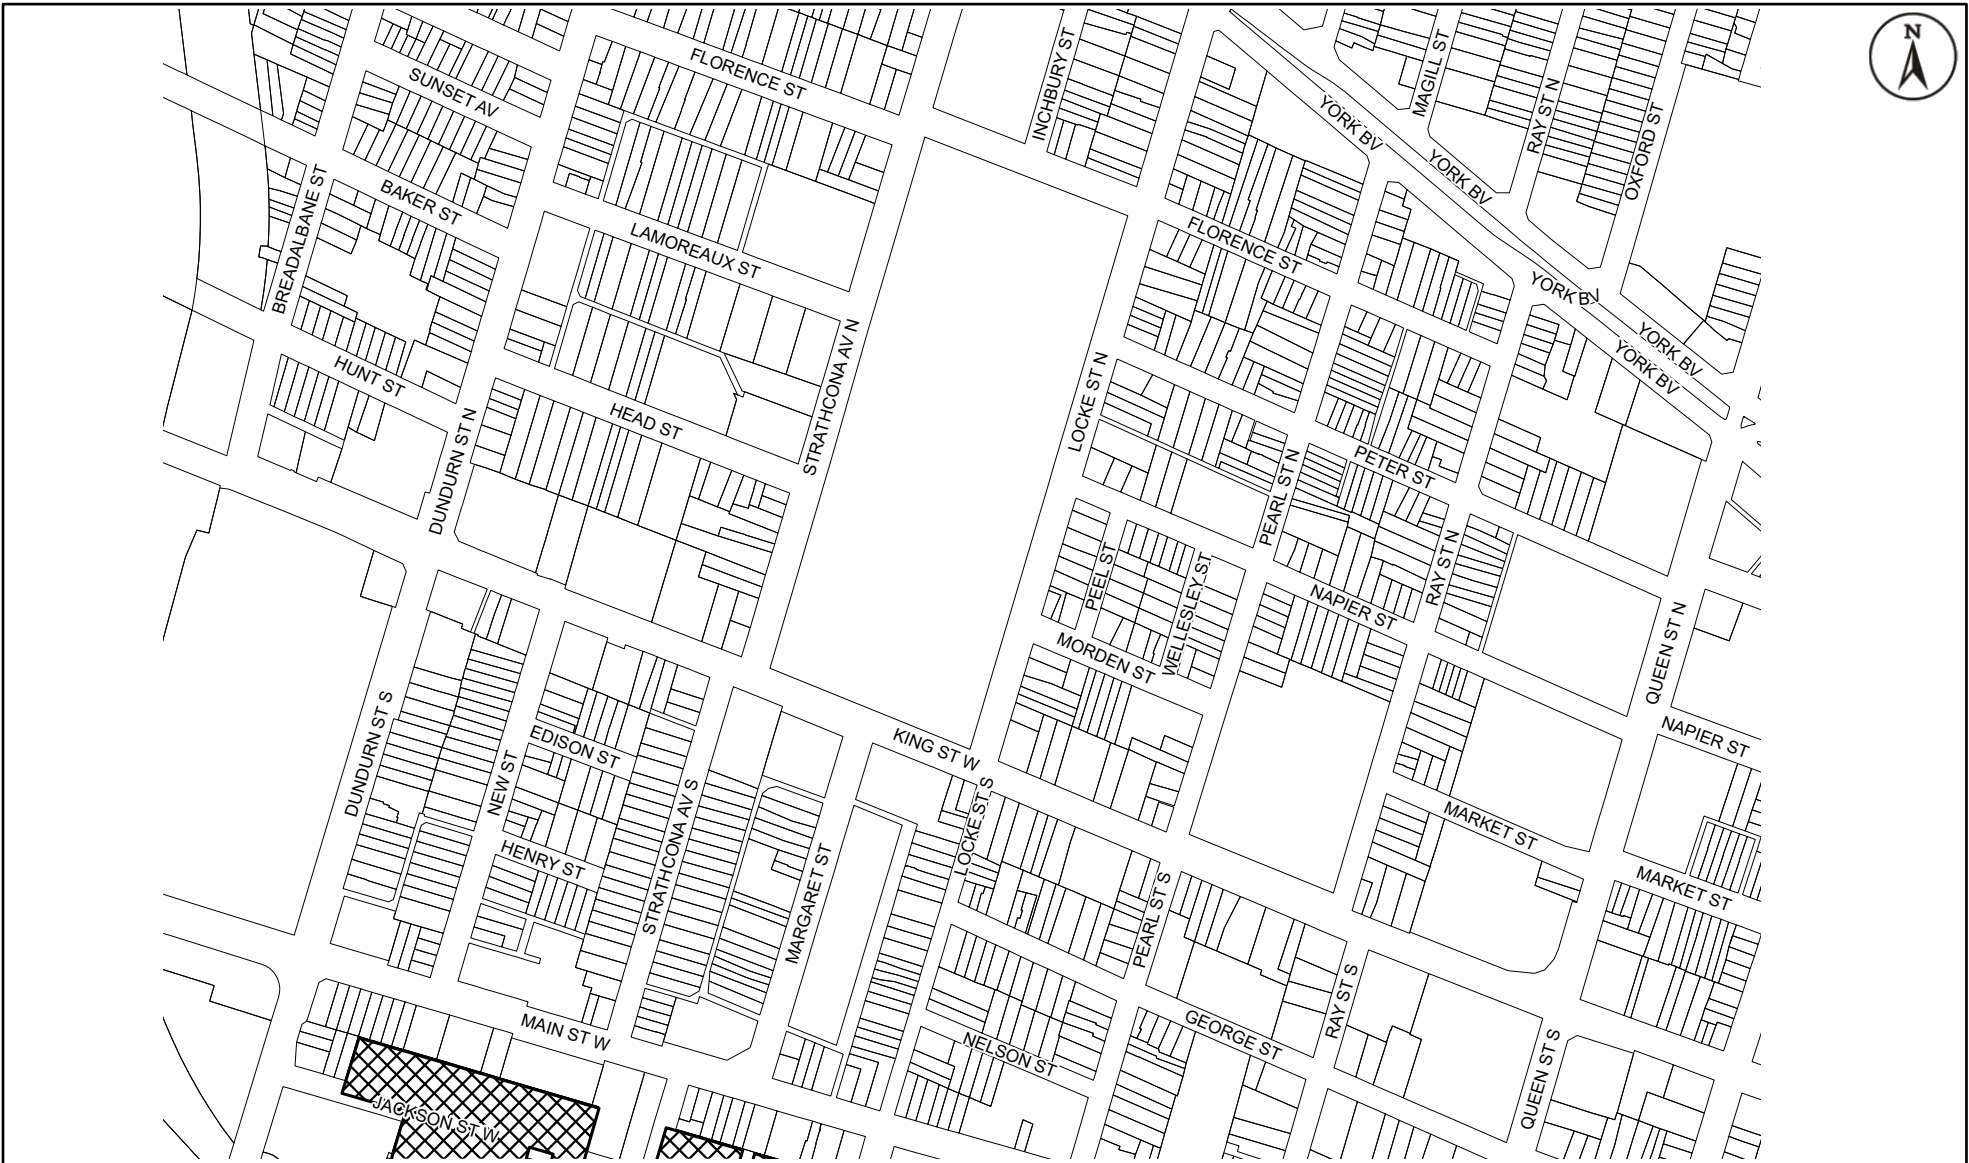 N
FLORENCE ST
SUNSET AV
INCHBURY ST
MAGILL ST
RAY ST N
OXFORD ST
YORK BV
YORK BV
BAKER ST
BREADALBANE ST
LAMOREAUX ST
FLORENCE ST
YORK BV
YORK BV
YORK BV
HUNT ST
HEAD ST
STRATHCONA AV N
LOCKE ST N
DUNDURN ST N
PETER ST
PEARL ST N
RAY ST N
PEEL ST
WELLESLEY ST
NAPIER ST
MORDEN ST
QUEEN ST N
NAPIER ST
DUNDURN ST S
EDISON ST
KING ST W
NEW ST
LOCKE ST S
MARKET ST
HENRY ST
STRATHCONA AV S
MARGARET ST
PEARL ST S
MARKET ST
RAY ST S
MAIN ST W
NELSON ST
GEORGE ST
QUEEN ST S
JACKSON ST W